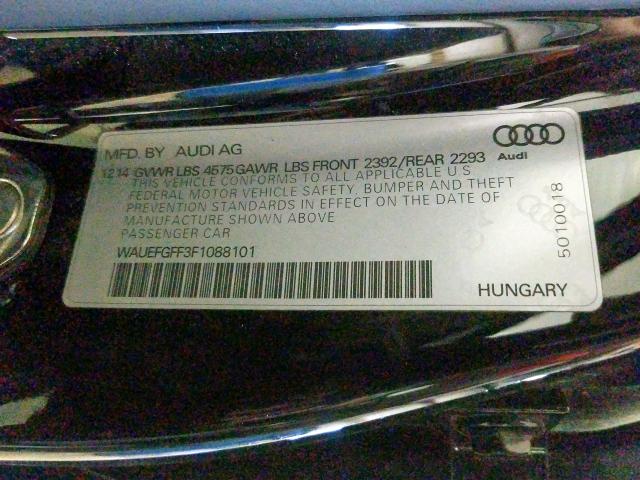 MFD. BY AUDI AG
Audi
1214 GVWR LBS 4575 GAWR LBS FRONT 2392/REAR 2293
THIS VEHICLE CONFORMS TO ALL APPLICABLE U S
FEDERAL MOTOR VEHICLE SAFETY, BUMPER AND THEFT
PREVENTION STANDARDS IN EFFECT ON THE DATE OF
MANUFACTURE SHOWN ABOVE
PASSENGER CAR
WAUEFGFF3F1088101
HUNGARY
5010018